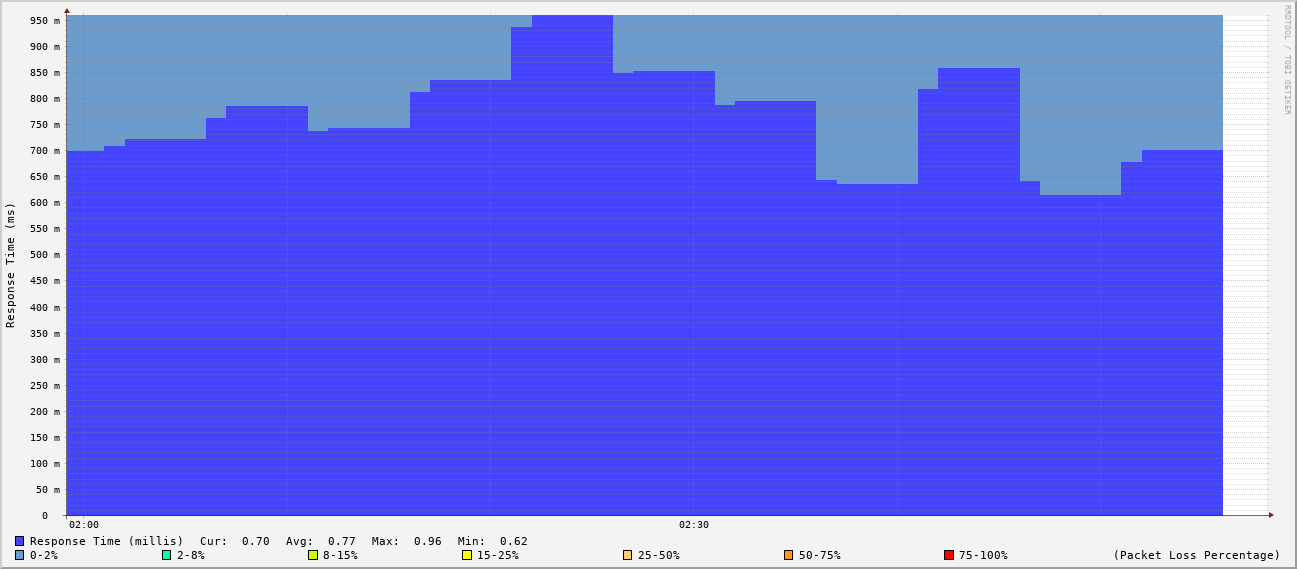 RRDTOOL / TOBI OETIKER
Response Time (ms)
950 m
900 m
850 m
800 m
750 m
700 m
650 m
600 m
550 m
500 m
450 m
400 m
350 m
300 m
250 m
200 m
150 m
100 m
50 m
0
02:00 02:30
Response Time (millis) Cur: 0.70 Avg: 0.77 Max: 0.96 Min: 0.62
0-2% 2-8% 8-15% 15-25% 25-50% 50-75% 75-100% (Packet Loss Percentage)